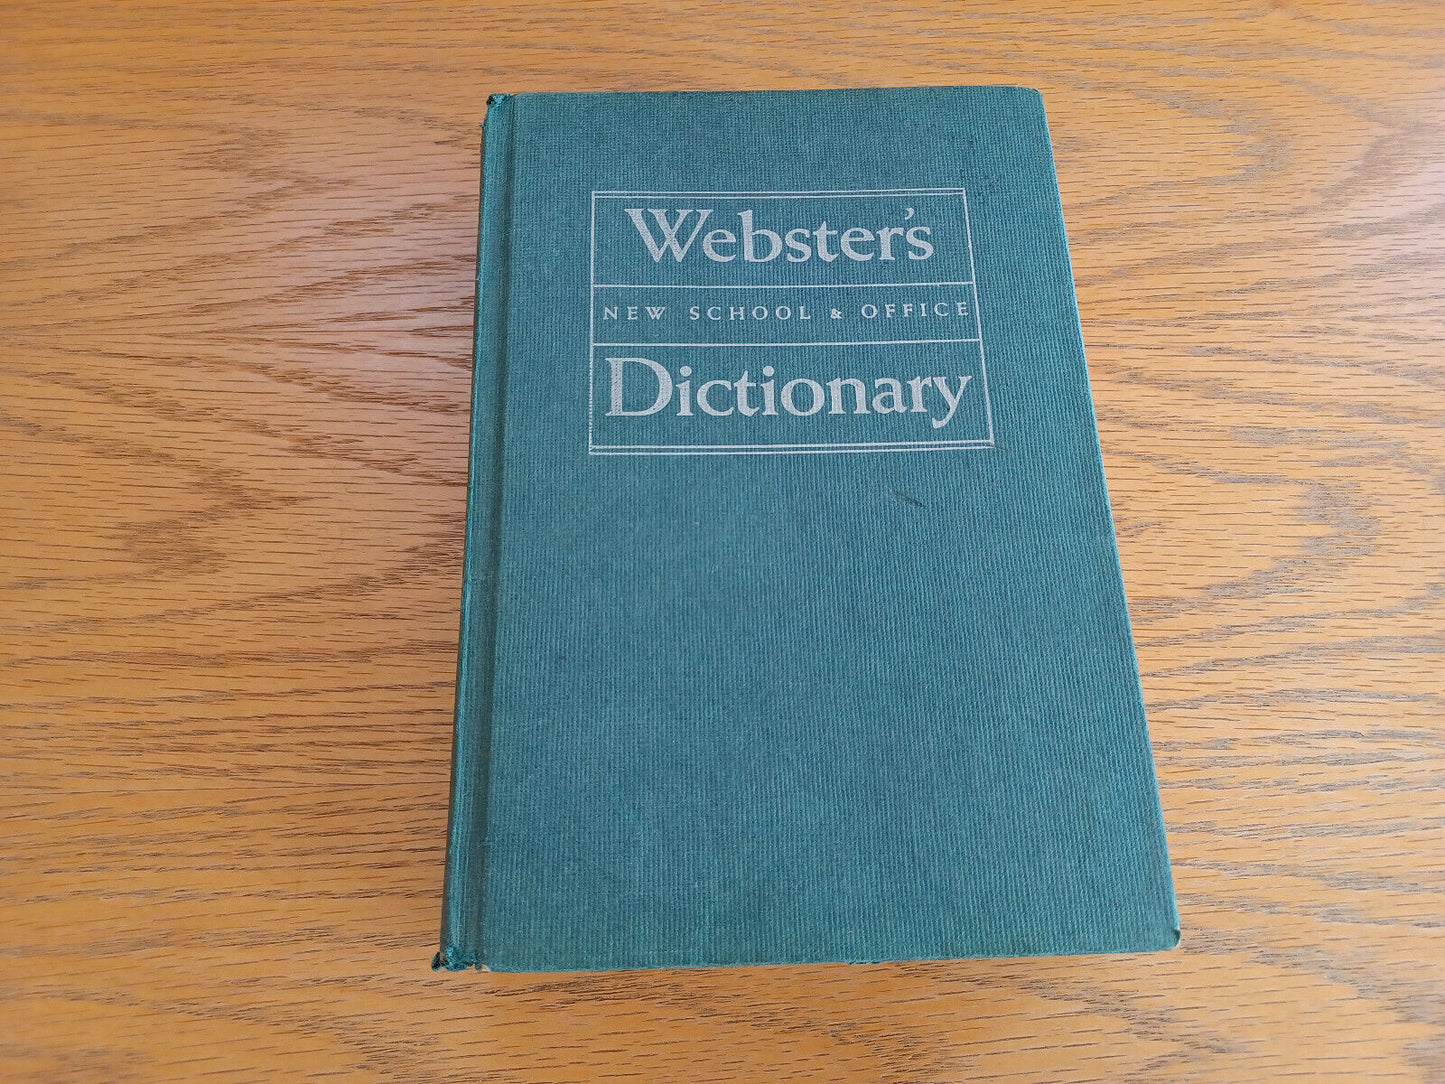 Webster's
NEW SCHOOL & OFFICE
Dictionary